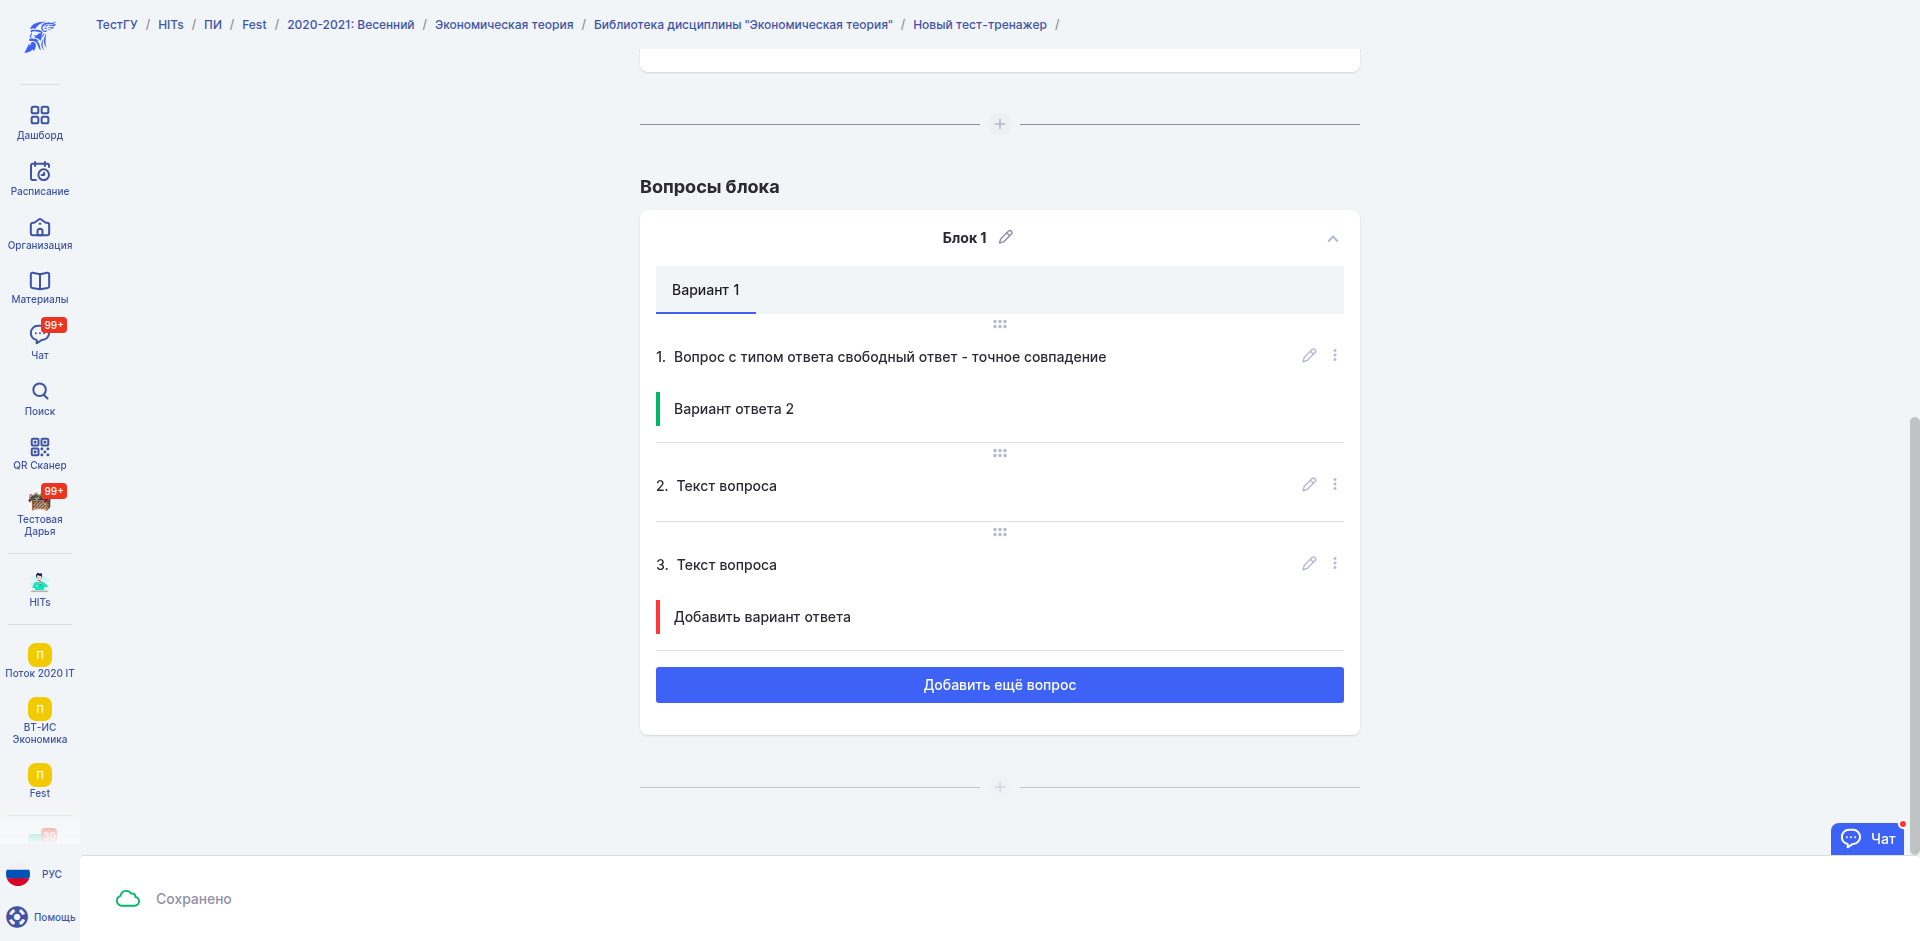 ТестГУ / HITs / ПИ / Fest / 2020-2021: Весенний / Экономическая теория / Библиотека дисциплины "Экономическая теория" / Новый тест-тренажер /
Дашборд
Расписание
Организация
Материалы
99+
Чат
Поиск
QR Сканер
99+
Тестовая
Дарья
HITs
П
Поток 2020 IT
П
ВТ-ИС
Экономика
П
Fest
30
РУС
Помощь
Вопросы блока
Блок 1
Вариант 1
1. Вопрос с типом ответа свободный ответ - точное совпадение
Вариант ответа 2
2. Текст вопроса
3. Текст вопроса
Добавить вариант ответа
Добавить ещё вопрос
Чат
Сохранено